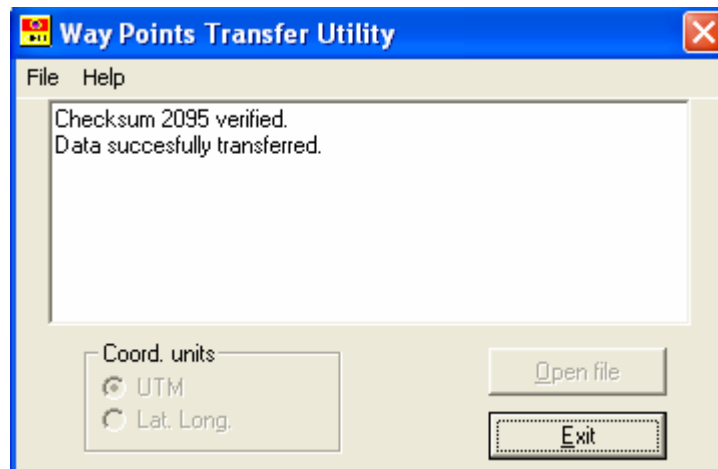 Way Points Transfer Utility
File Help
Checksum 2095 verified.
Data succesfully transferred.
Coord. units
UTM
Lat. Long.
Open file
Exit